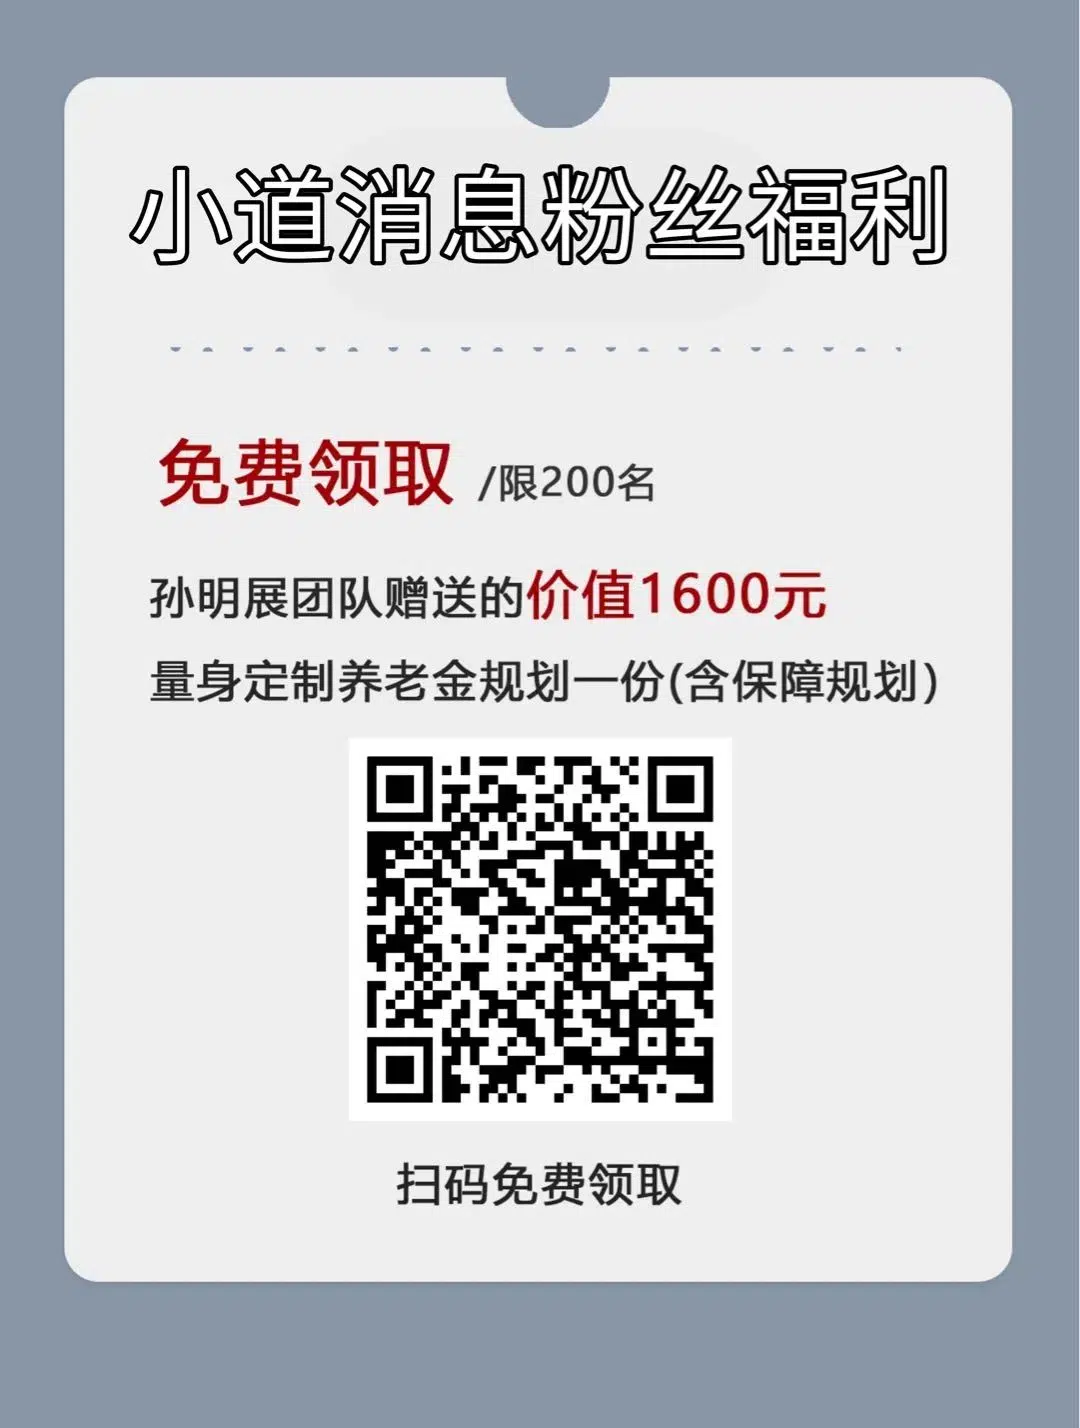 小道消息粉丝福利
免费领取 /限200名
孙明展团队赠送的价值1600元
量身定制养老金规划一份(含保障规划)
扫码免费领取